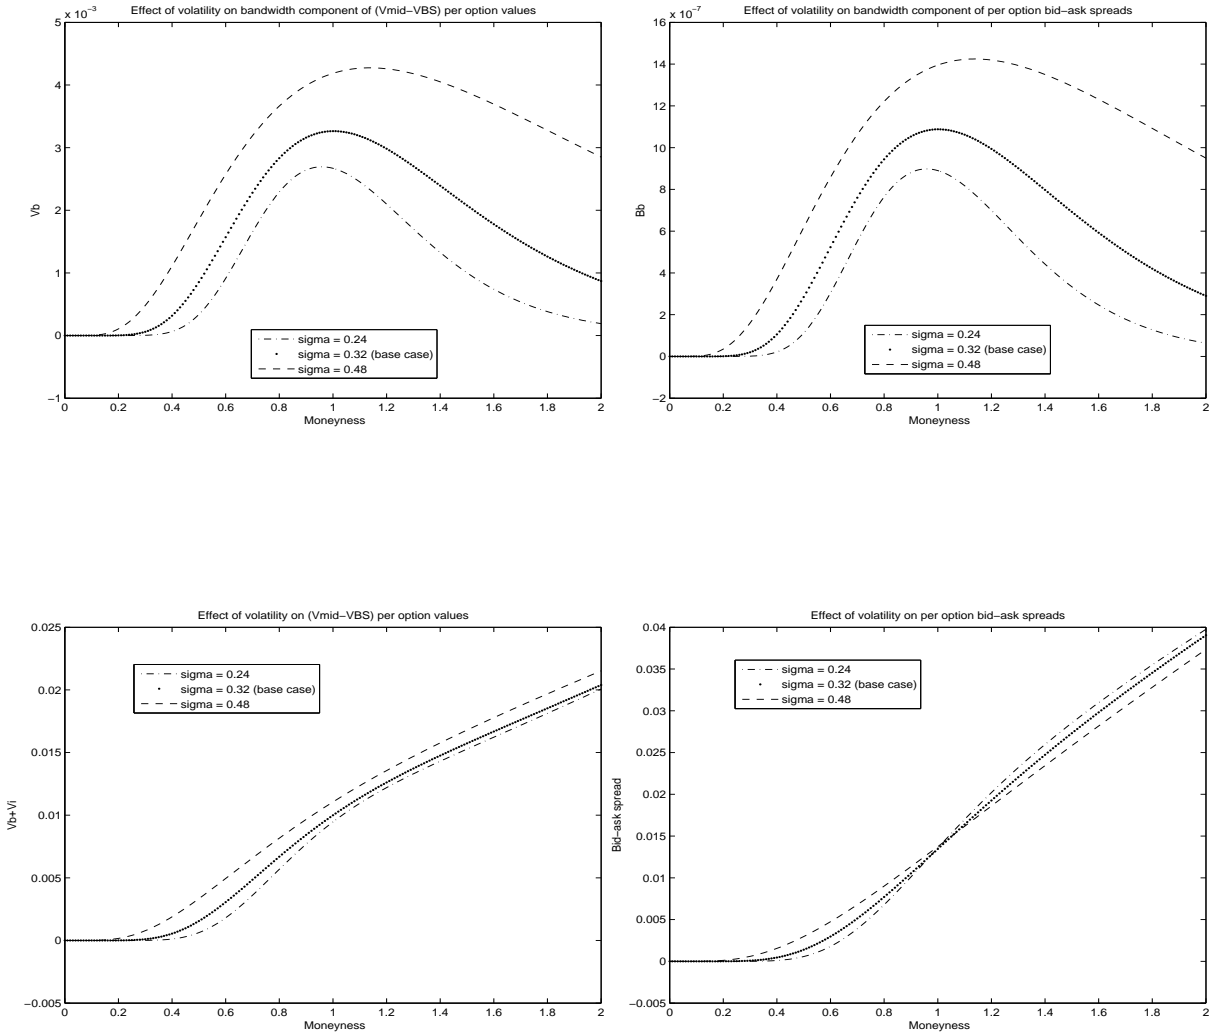 Effect of volatility on bandwidth component of (Vmid−VBS) per option values
x 10−3
5
4
3
2
1
0
−1
Vb
sigma = 0.24
sigma = 0.32 (base case)
sigma = 0.48
0 0.2 0.4 0.6 0.8 1 1.2 1.4 1.6 1.8 2
Moneyness
Effect of volatility on bandwidth component of per option bid−ask spreads
x 10−7
16
14
12
10
8
6
4
2
0
−2
Bb
sigma = 0.24
sigma = 0.32 (base case)
sigma = 0.48
0 0.2 0.4 0.6 0.8 1 1.2 1.4 1.6 1.8 2
Moneyness
Effect of volatility on (Vmid−VBS) per option values
0.025
0.02
0.015
0.01
0.005
0
−0.005
Vb+Vi
sigma = 0.24
sigma = 0.32 (base case)
sigma = 0.48
0 0.2 0.4 0.6 0.8 1 1.2 1.4 1.6 1.8 2
Moneyness
Effect of volatility on per option bid−ask spreads
0.04
0.035
0.03
0.025
0.02
0.015
0.01
0.005
0
−0.005
Bid−ask spread
sigma = 0.24
sigma = 0.32 (base case)
sigma = 0.48
0 0.2 0.4 0.6 0.8 1 1.2 1.4 1.6 1.8 2
Moneyness